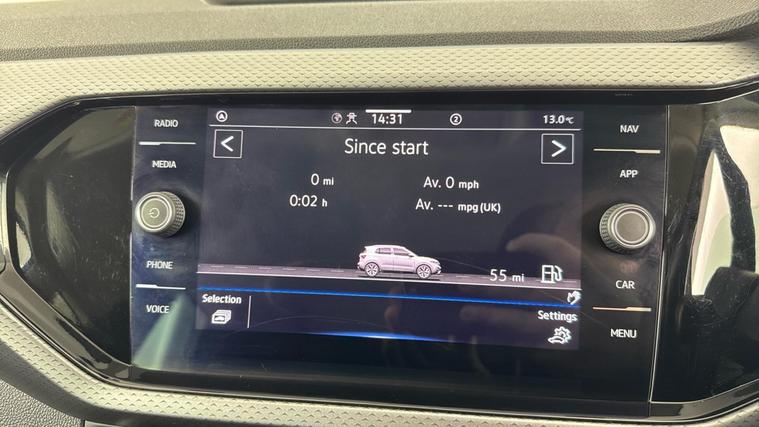 RADIO
MEDIA
PHONE
VOICE
A
14:31
2
13.0 °C
<
Since start
>
0 mi
Av. 0 mph
0:02 h
Av. --- mpg (UK)
55 mi
Selection
Settings
NAV
APP
CAR
MENU